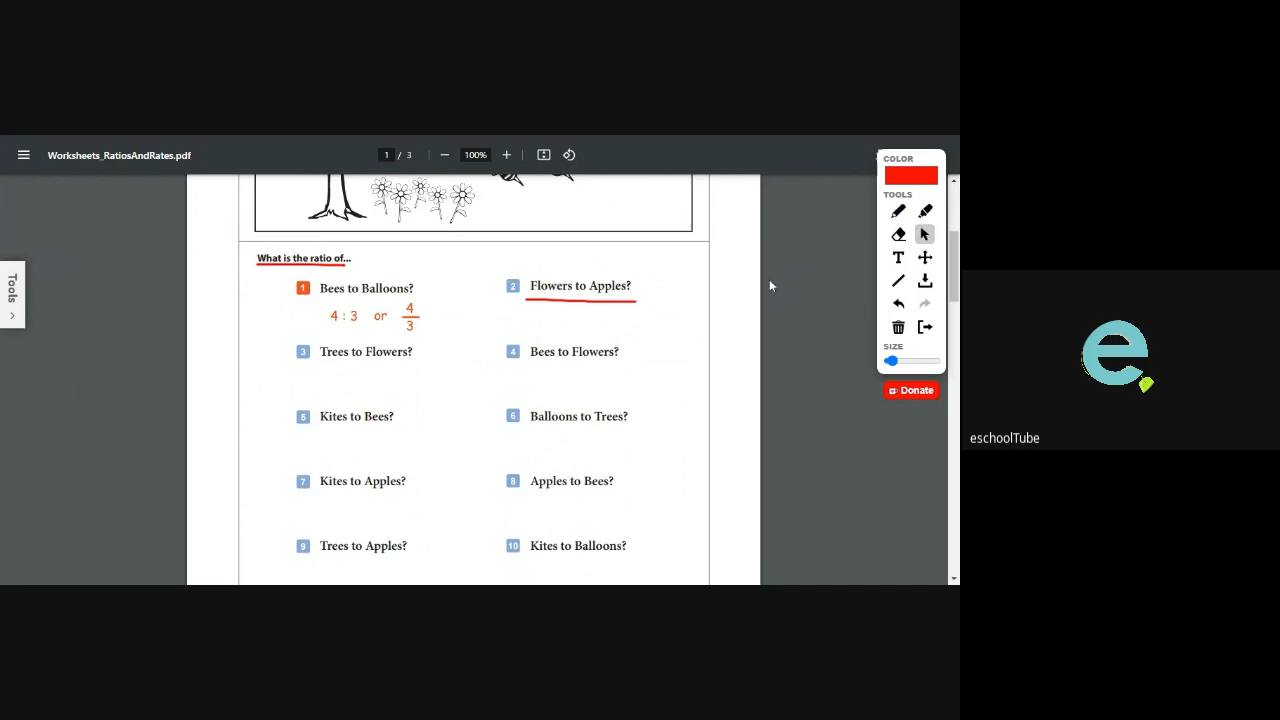 Worksheets_RatiosAndRates.pdf
1 / 3
100%
COLOR
TOOLS
T
SIZE
Donate
Tools
What is the ratio of...
1 Bees to Balloons?
4 : 3 or 4/3
2 Flowers to Apples?
3 Trees to Flowers?
4 Bees to Flowers?
5 Kites to Bees?
6 Balloons to Trees?
7 Kites to Apples?
8 Apples to Bees?
9 Trees to Apples?
10 Kites to Balloons?
e
eschoolTube